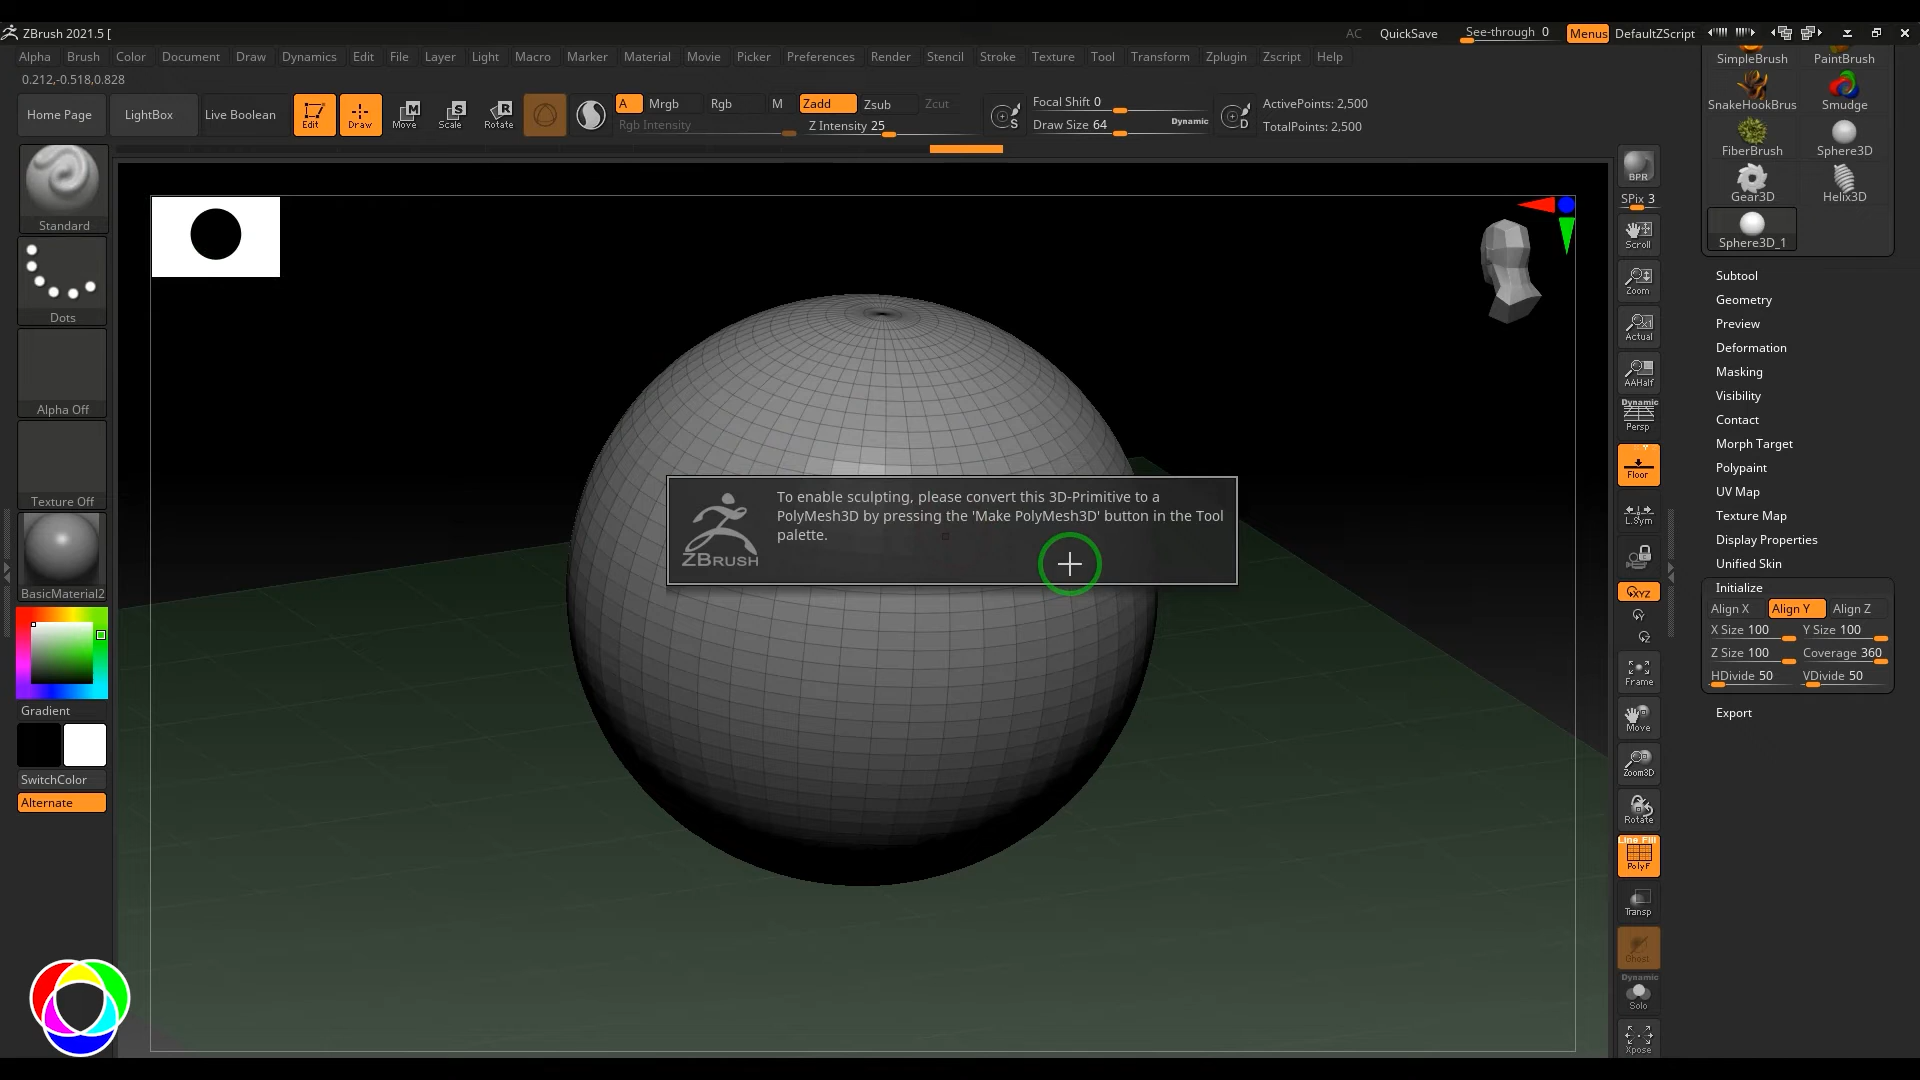 ZBrush 2021.5 [
AC QuickSave See-through 0 Menus DefaultZScript
Alpha Brush Color Document Draw Dynamics Edit File Layer Light Macro Marker Material Movie Picker Preferences Render Stencil Stroke Texture Tool Transform Zplugin Zscript Help
0.212,-0.518,0.828
Home Page LightBox Live Boolean Edit Draw Move Scale Rotate
M
S
R
A Mrgb Rgb M Zadd Zsub Zcut
Rgb Intensity Z Intensity 25
S
Focal Shift 0
Draw Size 64 Dynamic
D
ActivePoints: 2,500
TotalPoints: 2,500
Standard
Dots
Alpha Off
Texture Off
BasicMaterial2
Gradient
SwitchColor
Alternate
To enable sculpting, please convert this 3D-Primitive to a
PolyMesh3D by pressing the 'Make PolyMesh3D' button in the Tool
palette.
ZBRUSH
BPR
SPix 3
Scroll
Zoom
Actual
AAHalf
Dynamic
Persp
Floor
L.Sym
XYZ
Y
Z
Frame
Move
Zoom3D
Rotate
Line Fill
PolyF
Transp
Ghost
Dynamic
Solo
Xpose
SimpleBrush PaintBrush
SnakeHookBrus Smudge
FiberBrush Sphere3D
Gear3D Helix3D
Sphere3D_1
Subtool
Geometry
Preview
Deformation
Masking
Visibility
Contact
Morph Target
Polypaint
UV Map
Texture Map
Display Properties
Unified Skin
Initialize
Align X Align Y Align Z
X Size 100 Y Size 100
Z Size 100 Coverage 360
HDivide 50 VDivide 50
Export